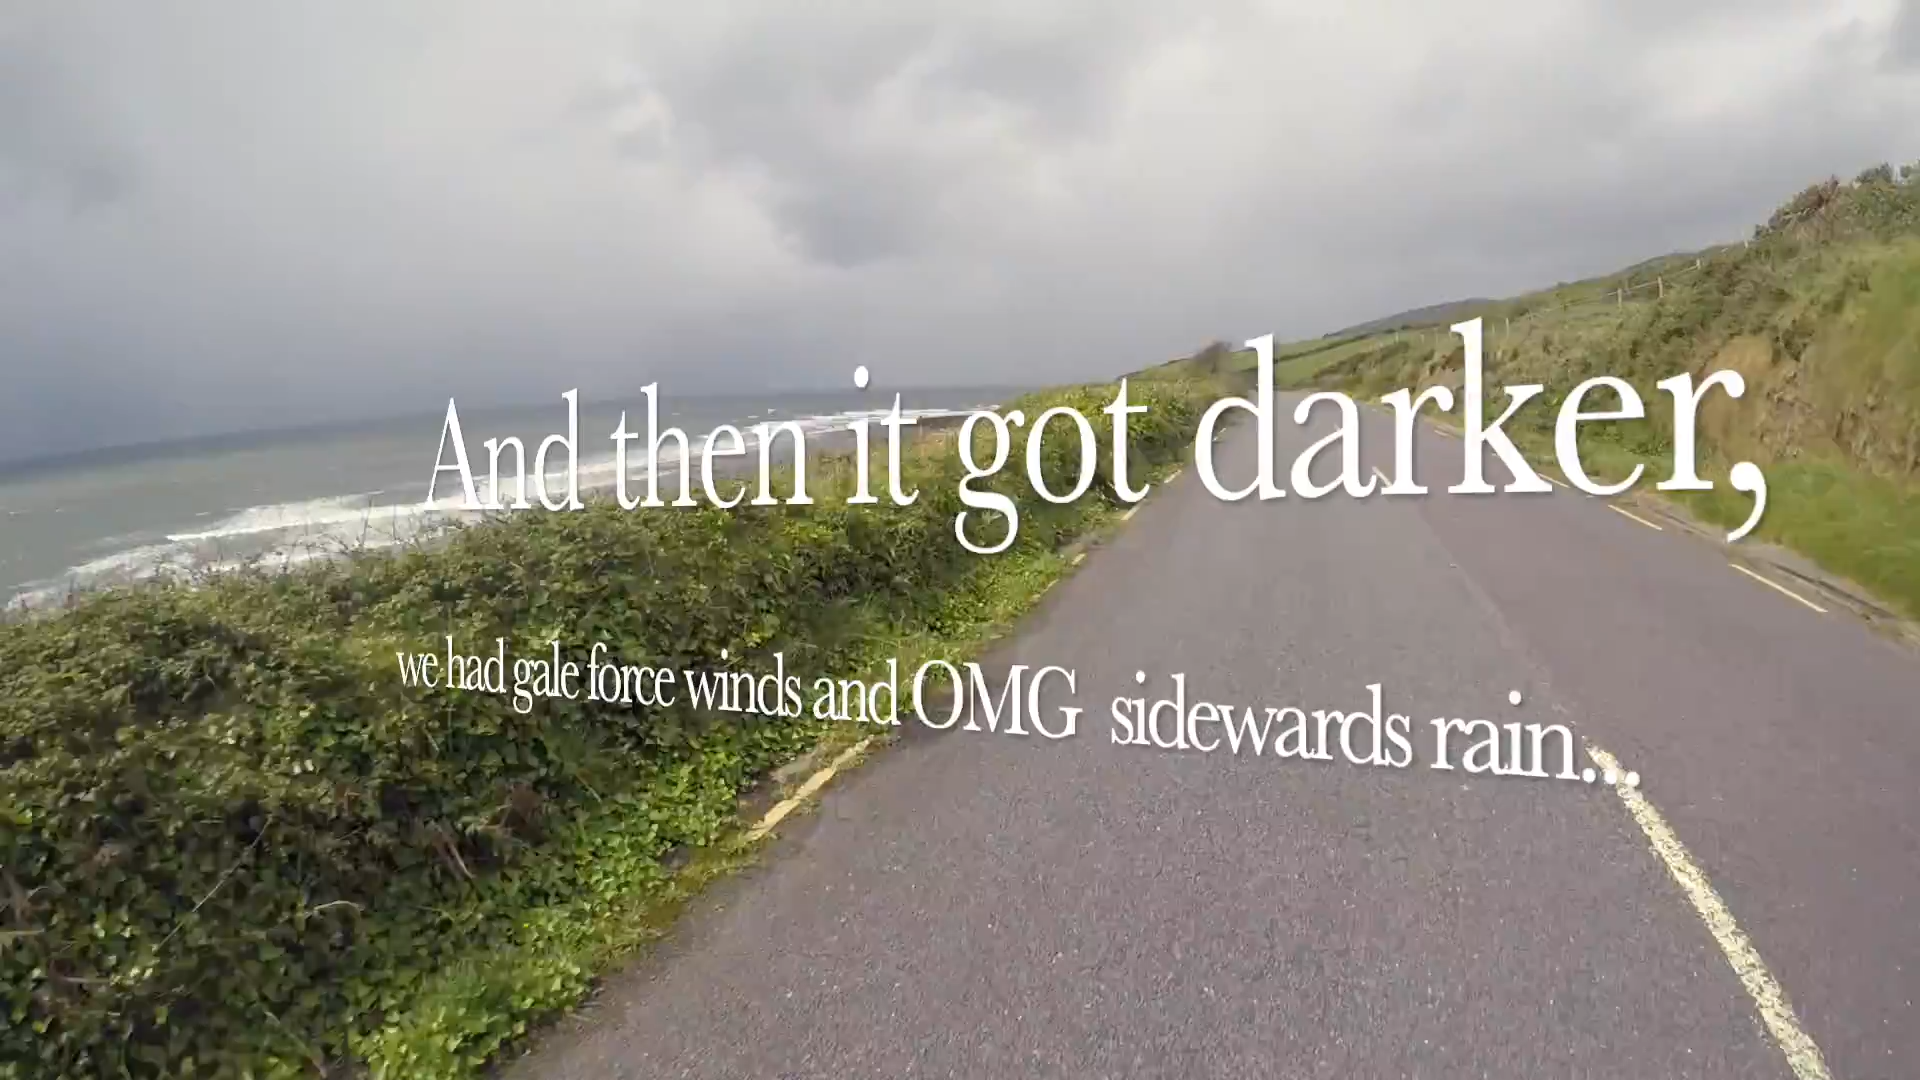 And then it got darker,
we had gale force winds and OMG sidewards rain...